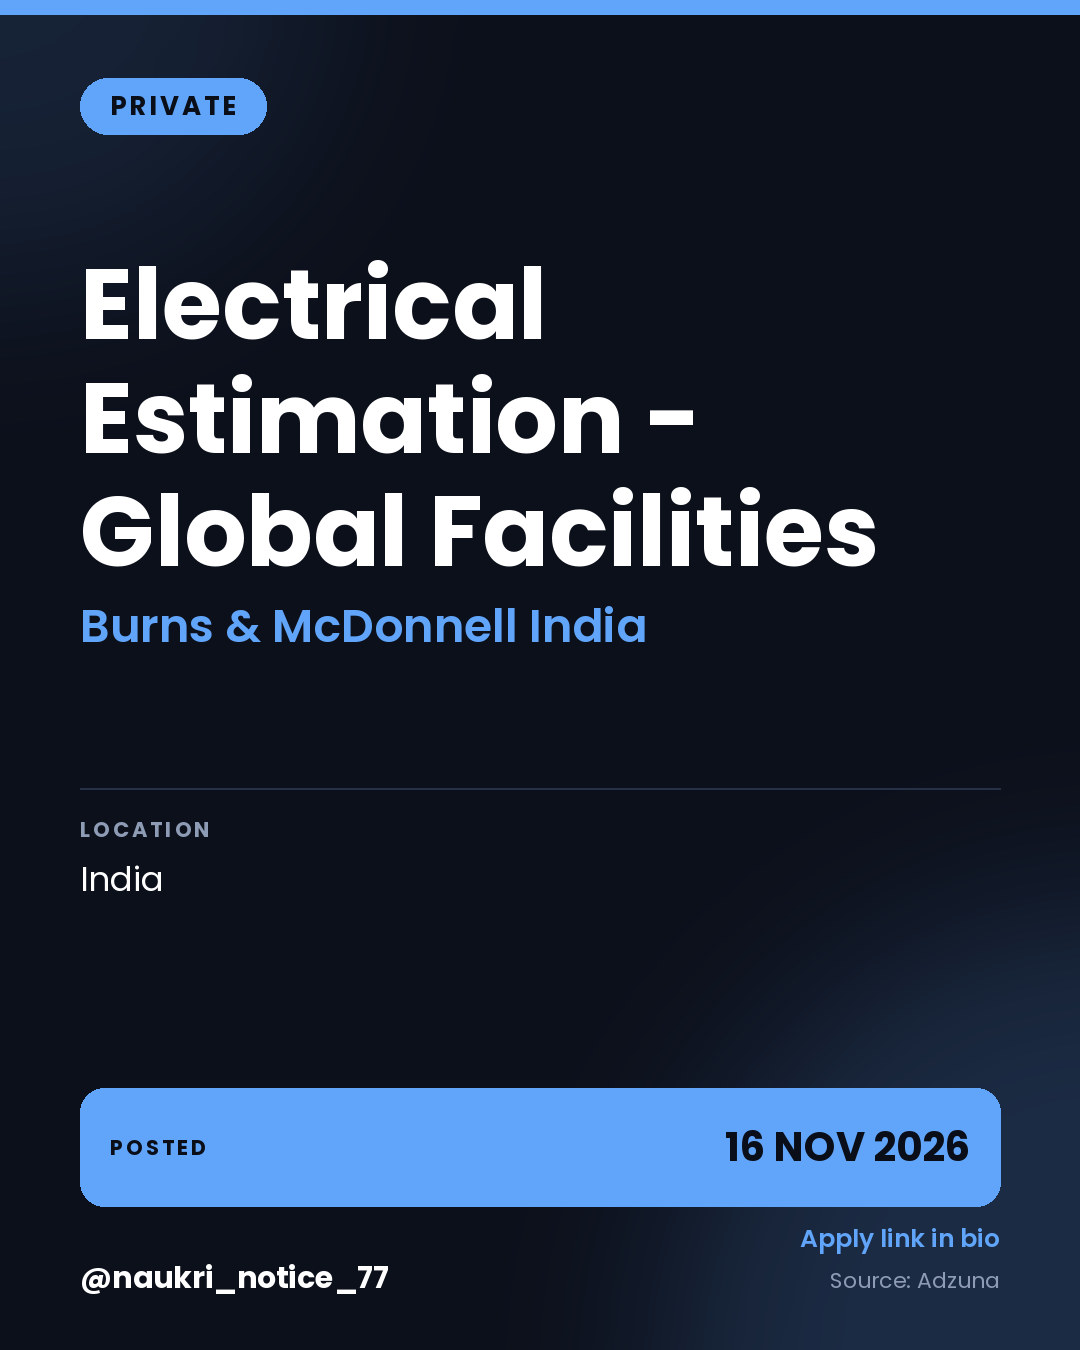 PRIVATE
Electrical
Estimation -
Global Facilities
Burns & McDonnell India
LOCATION
India
POSTED
16 NOV 2026
Apply link in bio
@naukri_notice_77
Source: Adzuna